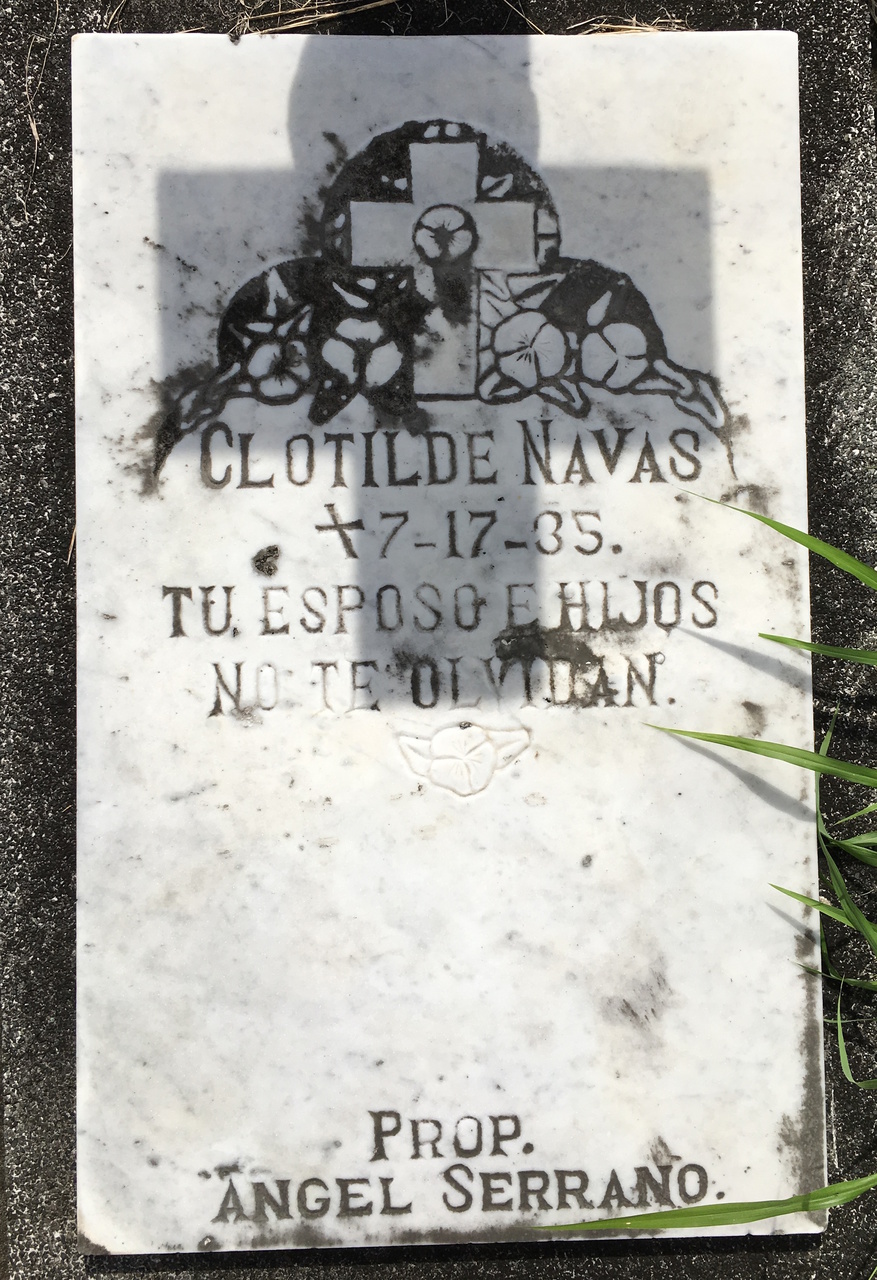 CLOTILDE NAVAS
✝7-17-35.
TU ESPOSO E HIJOS
NO TE OLVIDAN.
PROP.
ANGEL SERRANO.